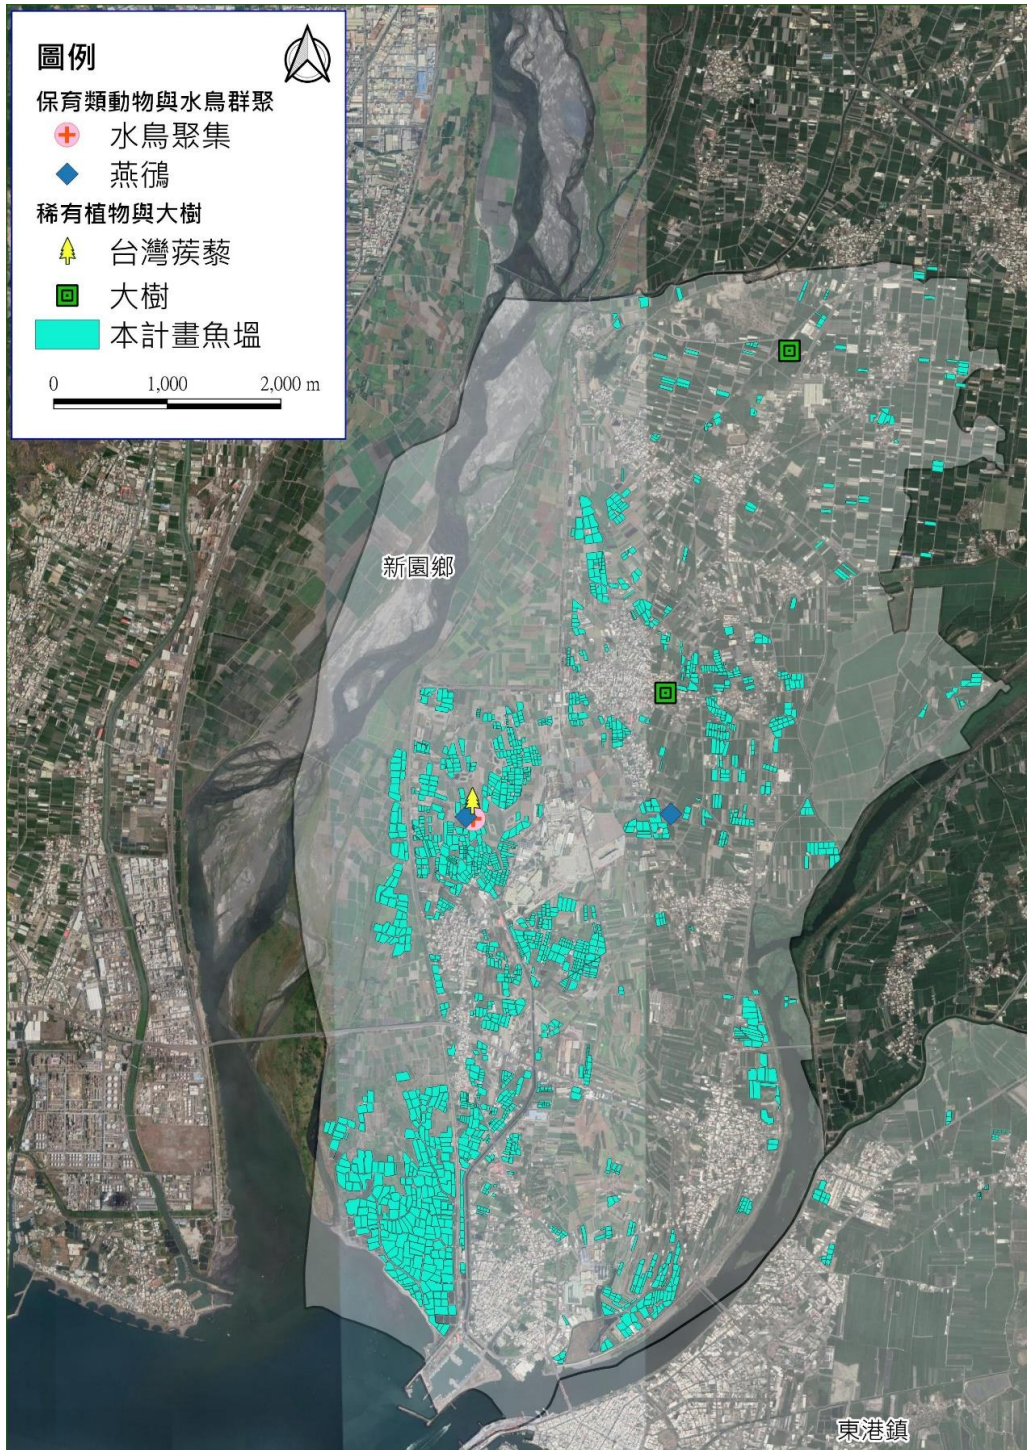 圖例
保育類動物與水鳥群聚
水鳥聚集
燕鴴
稀有植物與大樹
台灣蒺藜
大樹
本計畫魚塭
0 1,000 2,000 m
新園鄉
東港鎮